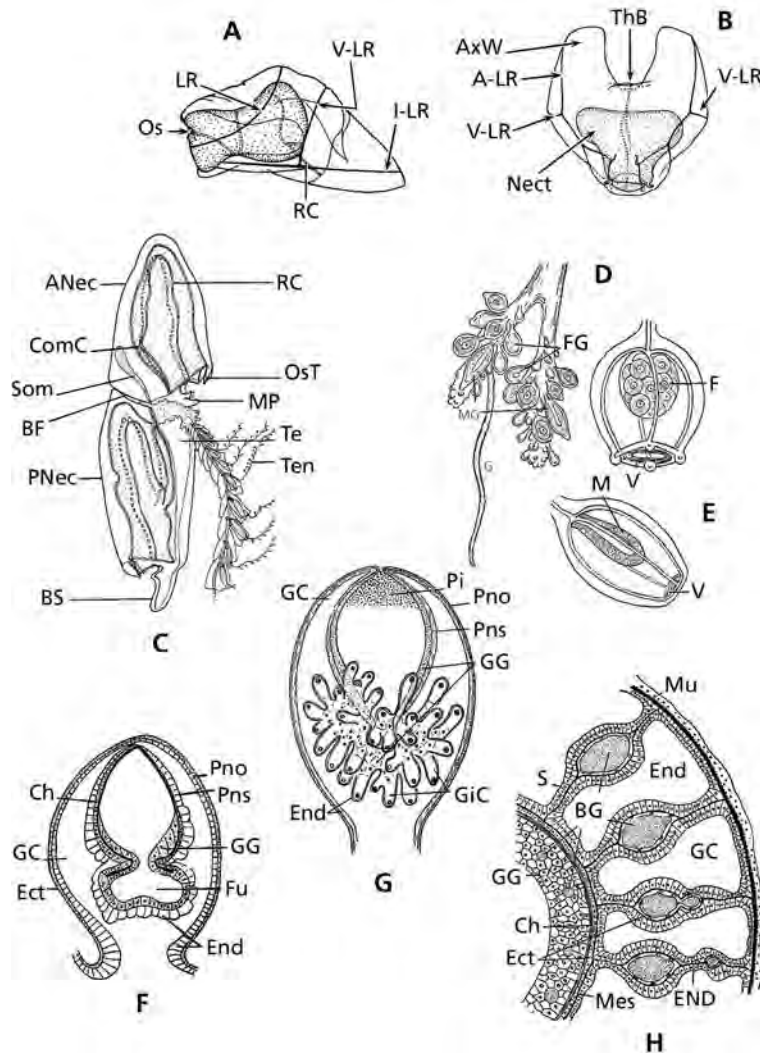 A
LR
V-LR
I-LR
Os
RC
B
ThB
AxW
A-LR
V-LR
V-LR
Nect
C
ANec
RC
ComC
OsT
Som
MP
BF
Te
Ten
PNec
BS
D
FG
MG
G
E
F
V
M
V
F
Pno
Ch
Pns
GC
GG
Ect
Fu
End
G
GC
Pi
Pno
Pns
GG
End
GiC
H
Mu
S
End
BG
GC
GG
Ch
Ect
Mes
END